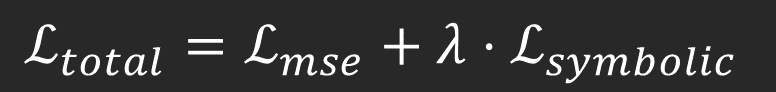 ℒ_total = ℒ_mse + λ · ℒ_symbolic